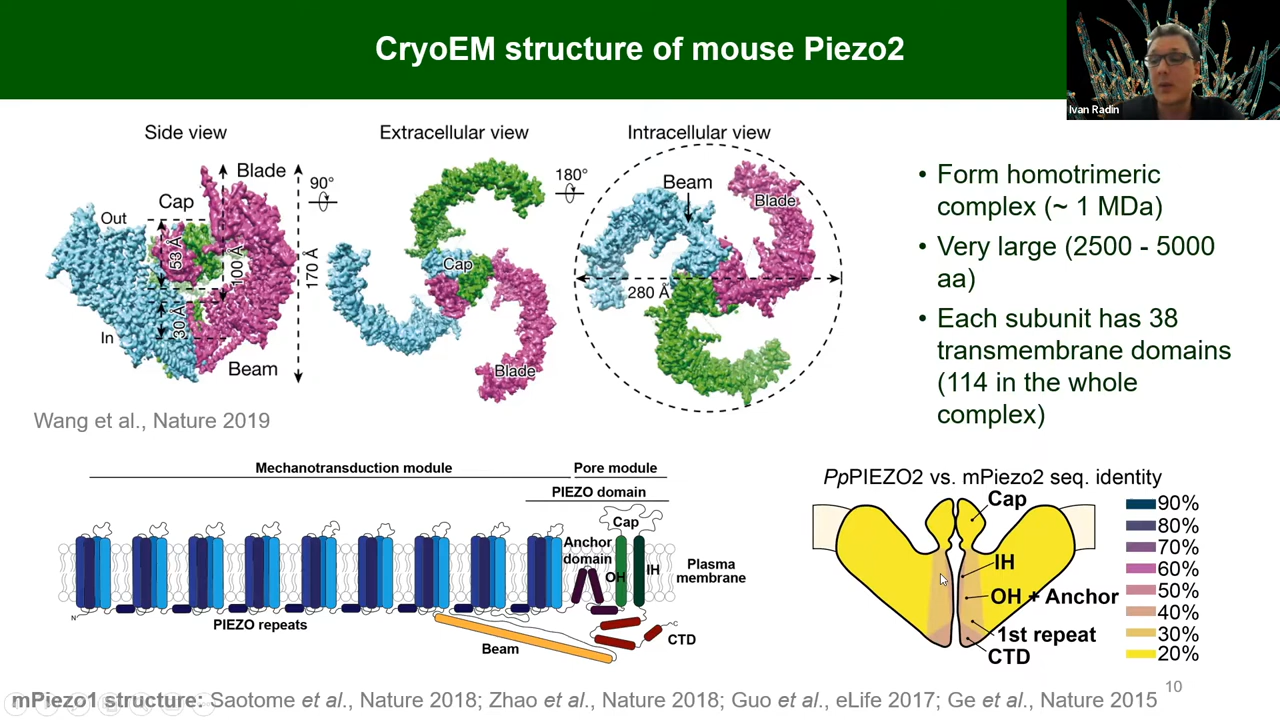 CryoEM structure of mouse Piezo2
Ivan Radin
Side view
Extracellular view
Intracellular view
Blade
90°
180°
Cap
Out
53 Å
100 Å
170 Å
30 Å
In
Beam
Cap
Blade
Beam
Blade
280 Å
Wang et al., Nature 2019
• Form homotrimeric
complex (~ 1 MDa)
• Very large (2500 - 5000
aa)
• Each subunit has 38
transmembrane domains
(114 in the whole
complex)
Mechanotransduction module
Pore module
PIEZO domain
Cap
Anchor
domain
OH
IH
Plasma
membrane
N
PIEZO repeats
Beam
C
CTD
PpPIEZO2 vs. mPiezo2 seq. identity
Cap
IH
OH + Anchor
1st repeat
CTD
90%
80%
70%
60%
50%
40%
30%
20%
mPiezo1 structure: Saotome et al., Nature 2018; Zhao et al., Nature 2018; Guo et al., eLife 2017; Ge et al., Nature 2015
10